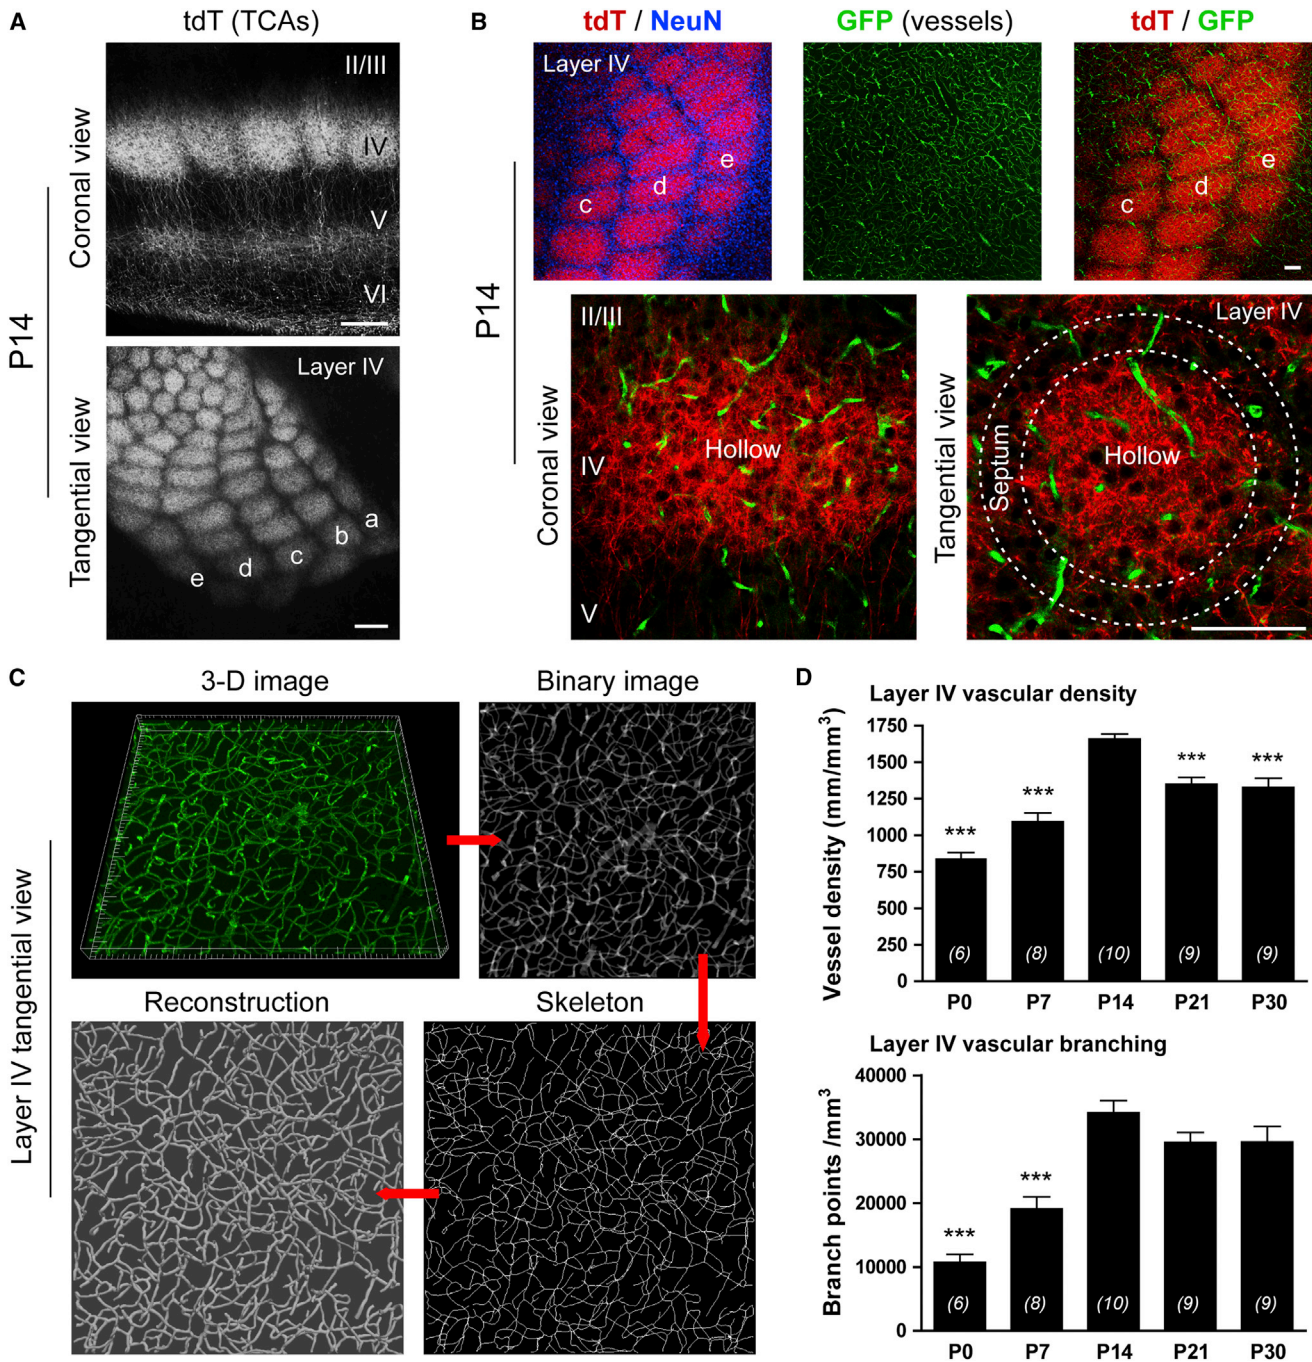 A
tdT (TCAs)
P14
Coronal view
II/III
IV
V
VI
Tangential view
Layer IV
a
b
c
d
e
B
tdT / NeuN
GFP (vessels)
tdT / GFP
Layer IV
c
d
e
c
d
e
P14
Coronal view
II/III
IV
V
Hollow
Tangential view
Layer IV
Septum
Hollow
C
Layer IV tangential view
3-D image
Binary image
Reconstruction
Skeleton
D
Layer IV vascular density
Vessel density (mm/mm³)
1750
1500
1250
1000
750
500
250
0
*** *** *** ***
(6) (8) (10) (9) (9)
P0 P7 P14 P21 P30
Layer IV vascular branching
Branch points /mm³
40000
30000
20000
10000
0
*** ***
(6) (8) (10) (9) (9)
P0 P7 P14 P21 P30